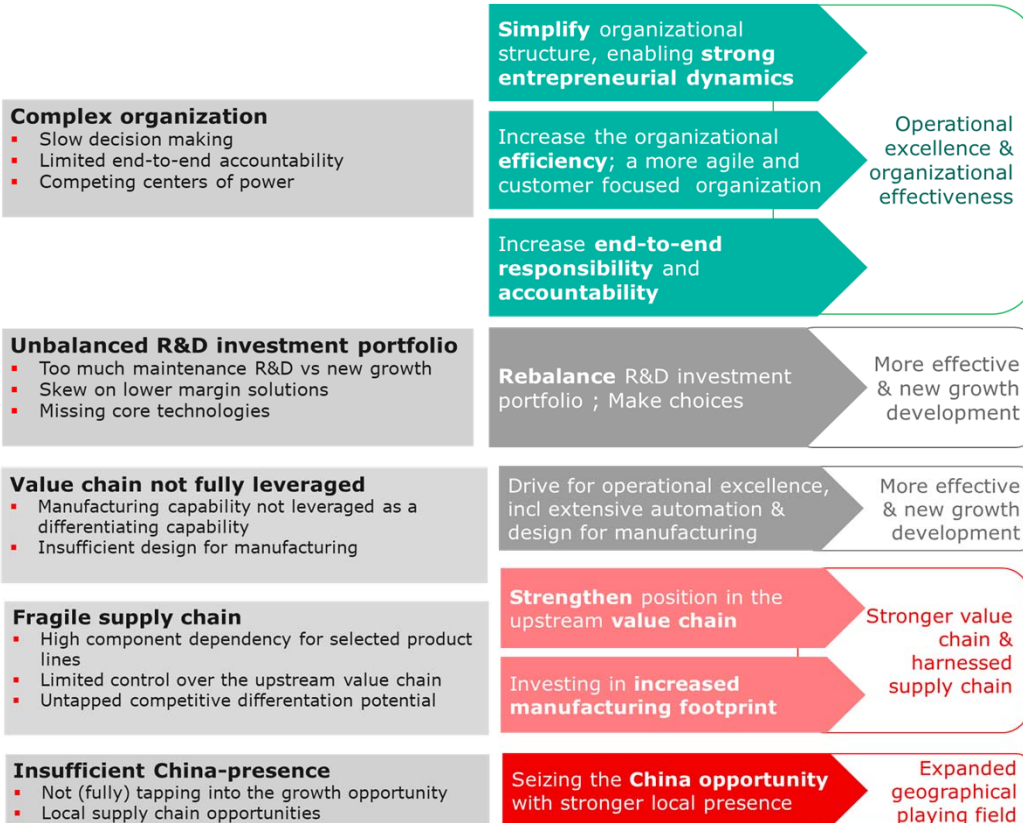 Complex organization
Slow decision making
Limited end-to-end accountability
Competing centers of power
Simplify organizational
structure, enabling strong
entrepreneurial dynamics
Increase the organizational
efficiency; a more agile and
customer focused organization
Increase end-to-end
responsibility and
accountability
Operational
excellence &
organizational
effectiveness
Unbalanced R&D investment portfolio
Too much maintenance R&D vs new growth
Skew on lower margin solutions
Missing core technologies
Rebalance R&D investment
portfolio ; Make choices
More effective
& new growth
development
Value chain not fully leveraged
Manufacturing capability not leveraged as a
differentiating capability
Insufficient design for manufacturing
Drive for operational excellence,
incl extensive automation &
design for manufacturing
More effective
& new growth
development
Fragile supply chain
High component dependency for selected product
lines
Limited control over the upstream value chain
Untapped competitive differentation potential
Strengthen position in the
upstream value chain
Investing in increased
manufacturing footprint
Stronger value
chain &
harnessed
supply chain
Insufficient China-presence
Not (fully) tapping into the growth opportunity
Local supply chain opportunities
Seizing the China opportunity
with stronger local presence
Expanded
geographical
playing field